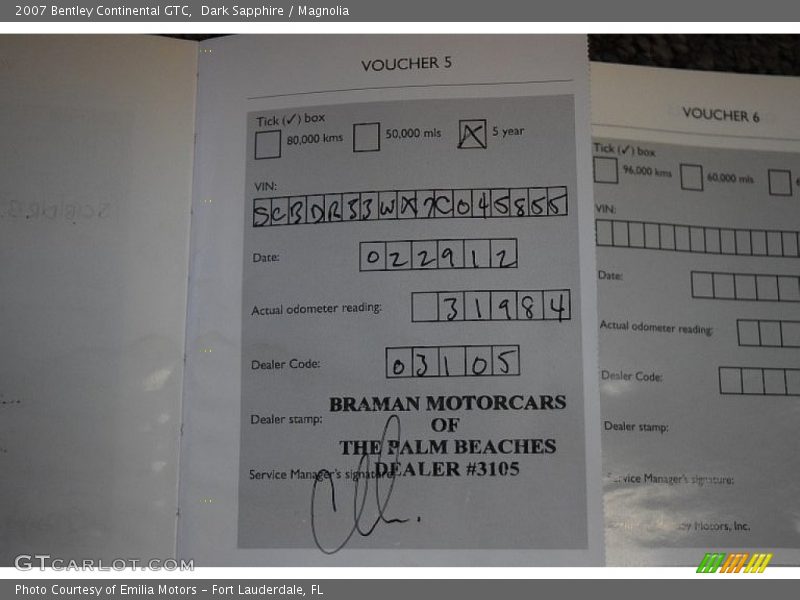 2007 Bentley Continental GTC,  Dark Sapphire / Magnolia
VOUCHER 5
Tick (✓) box
80,000 kms 50,000 mls X 5 year
VIN:
SCBDR33WX7C045855
Date: 022912
Actual odometer reading: 31984
Dealer Code: 03105
Dealer stamp:
BRAMAN MOTORCARS
OF
THE PALM BEACHES
DEALER #3105
Service Manager's signature:
VOUCHER 6
Tick (✓) box
96,000 kms 60,000 mls
VIN:
Date:
Actual odometer reading:
Dealer Code:
Dealer stamp:
Service Manager's signature:
Motors, Inc.
GTCARLOT.COM
Photo Courtesy of Emilia Motors – Fort Lauderdale, FL